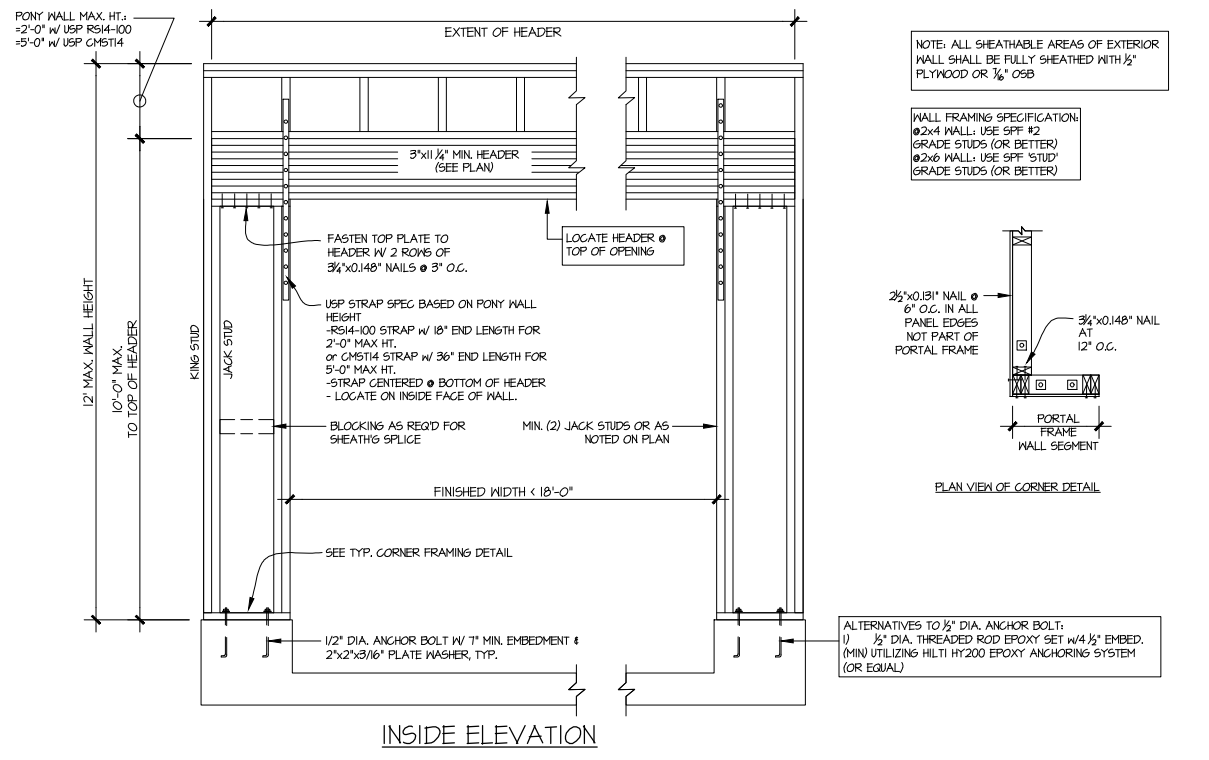 PONY WALL MAX. HT.:
=2'-0" W/ USP RS14-100
=5'-0" W/ USP CMST14
EXTENT OF HEADER
3"x11 1/4" MIN. HEADER
(SEE PLAN)
FASTEN TOP PLATE TO
HEADER W/ 2 ROWS OF
3 1/4"x0.148" NAILS @ 3" O.C.
LOCATE HEADER @
TOP OF OPENING
USP STRAP SPEC BASED ON PONY WALL
HEIGHT
-RS14-100 STRAP W/ 18" END LENGTH FOR
2'-0" MAX HT.
or CMST14 STRAP W/ 36" END LENGTH FOR
5'-0" MAX HT.
-STRAP CENTERED @ BOTTOM OF HEADER
- LOCATE ON INSIDE FACE OF WALL.
12' MAX. WALL HEIGHT
10'-0" MAX.
TO TOP OF HEADER
KING STUD
JACK STUD
BLOCKING AS REQ'D FOR
SHEATH'G SPLICE
MIN. (2) JACK STUDS OR AS
NOTED ON PLAN
FINISHED WIDTH < 18'-0"
SEE TYP. CORNER FRAMING DETAIL
1/2" DIA. ANCHOR BOLT W/ 7" MIN. EMBEDMENT &
2"x2"x3/16" PLATE WASHER, TYP.
INSIDE ELEVATION
NOTE: ALL SHEATHABLE AREAS OF EXTERIOR
WALL SHALL BE FULLY SHEATHED WITH 1/2"
PLYWOOD OR 7/16" OSB
WALL FRAMING SPECIFICATION:
@2x4 WALL: USE SPF #2
GRADE STUDS (OR BETTER)
@2x6 WALL: USE SPF 'STUD'
GRADE STUDS (OR BETTER)
2 1/2"x0.131" NAIL @
6" O.C. IN ALL
PANEL EDGES
NOT PART OF
PORTAL FRAME
3 1/4"x0.148" NAIL
AT
12" O.C.
PORTAL
FRAME
WALL SEGMENT
PLAN VIEW OF CORNER DETAIL
ALTERNATIVES TO 1/2" DIA. ANCHOR BOLT:
1) 1/2" DIA. THREADED ROD EPOXY SET w/4 1/2" EMBED.
(MIN) UTILIZING HILTI HY200 EPOXY ANCHORING SYSTEM
(OR EQUAL)